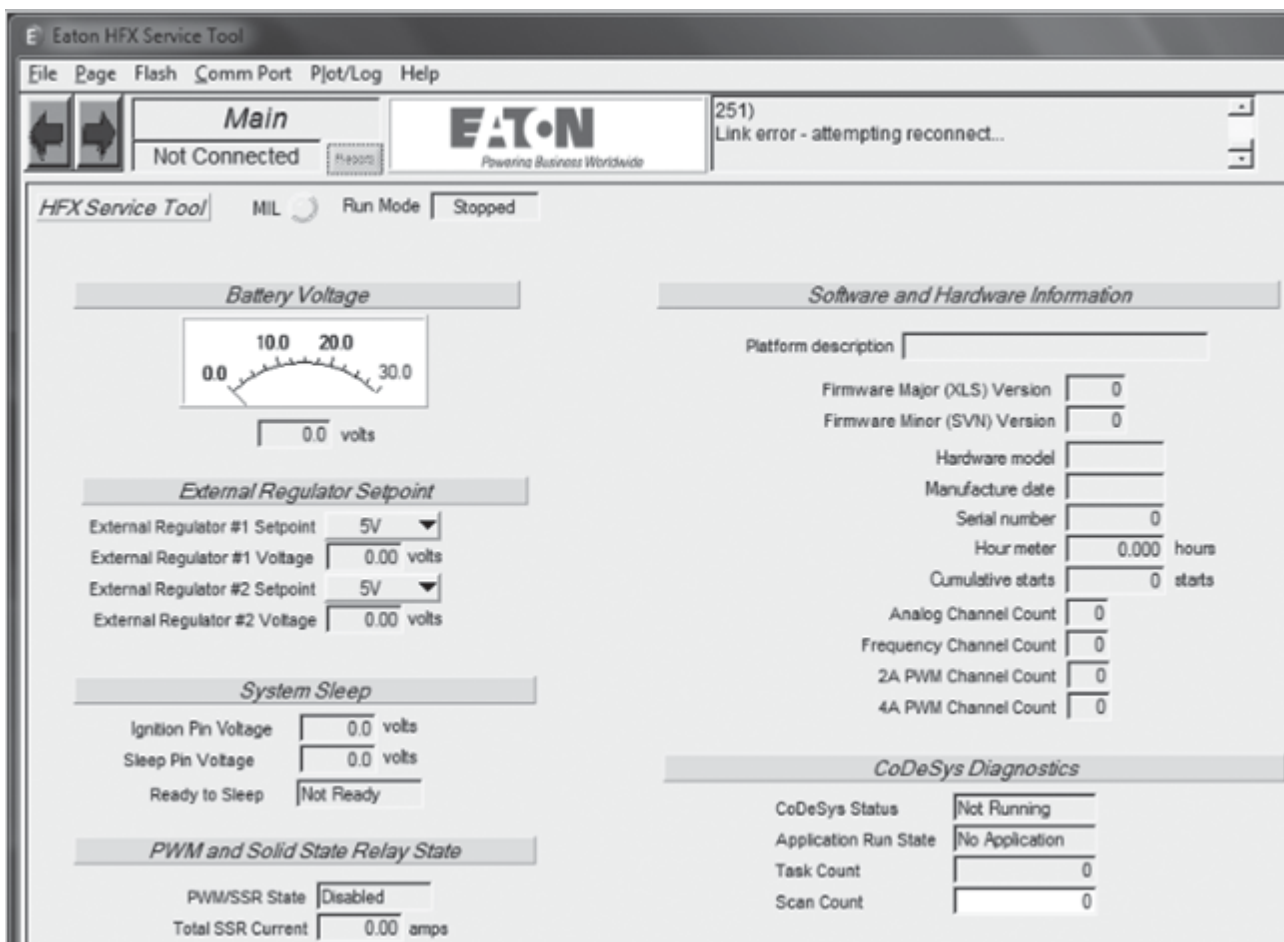 Eaton HFX Service Tool
File Page Flash Comm Port Plot/Log Help
Main
Not Connected
EATON
Powering Business Worldwide
251)
Link error - attempting reconnect...
HFX Service Tool
MIL
Run Mode Stopped
Battery Voltage
0.0 10.0 20.0 30.0
0.0 volts
External Regulator Setpoint
External Regulator #1 Setpoint 5V
External Regulator #1 Voltage 0.00 volts
External Regulator #2 Setpoint 5V
External Regulator #2 Voltage 0.00 volts
System Sleep
Ignition Pin Voltage 0.0 volts
Sleep Pin Voltage 0.0 volts
Ready to Sleep Not Ready
PWM and Solid State Relay State
PWM/SSR State Disabled
Total SSR Current 0.00 amps
Software and Hardware Information
Platform description
Firmware Major (XLS) Version 0
Firmware Minor (SVN) Version 0
Hardware model
Manufacture date
Serial number 0
Hour meter 0.000 hours
Cumulative starts 0 starts
Analog Channel Count 0
Frequency Channel Count 0
2A PWM Channel Count 0
4A PWM Channel Count 0
CoDeSys Diagnostics
CoDeSys Status Not Running
Application Run State No Application
Task Count 0
Scan Count 0